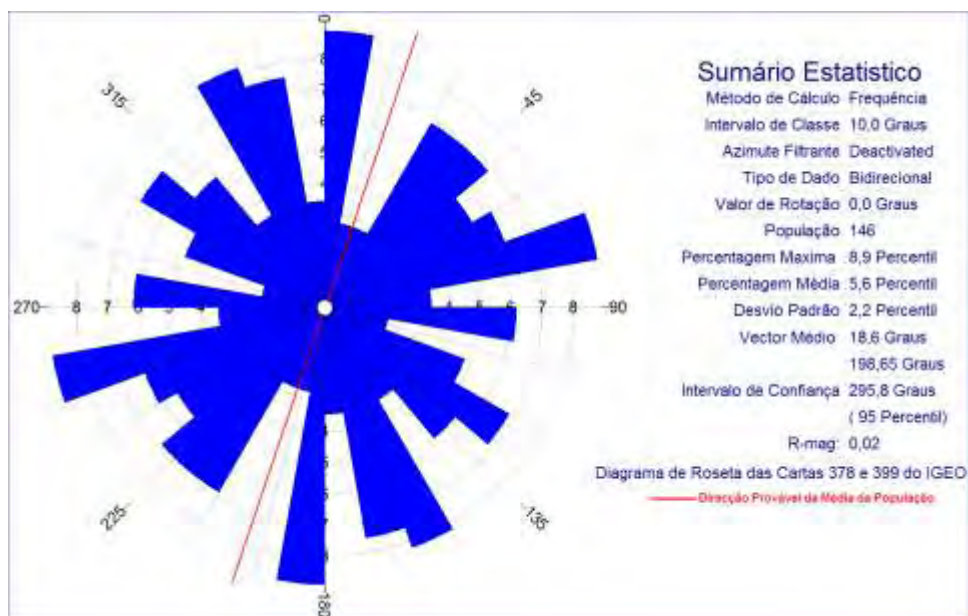 Sumário Estatistico
Método de Cálculo Frequência
Intervalo de Classe 10,0 Graus
Azimute Filtrante Deactivated
Tipo de Dado Bidirecional
Valor de Rotação 0,0 Graus
População 146
Percentagem Maxima 8,9 Percentil
Percentagem Média 5,6 Percentil
Desvio Padrão 2,2 Percentil
Vector Médio 18,6 Graus
198,65 Graus
Intervalo de Confiança 295,8 Graus
( 95 Percentil)
R-mag: 0,02
Diagrama de Roseta das Cartas 378 e 399 do IGEO
Direcção Provável da Média da População
0
315
45
270 8 7 6 5 4 4 5 6 7 8 90
225
135
180